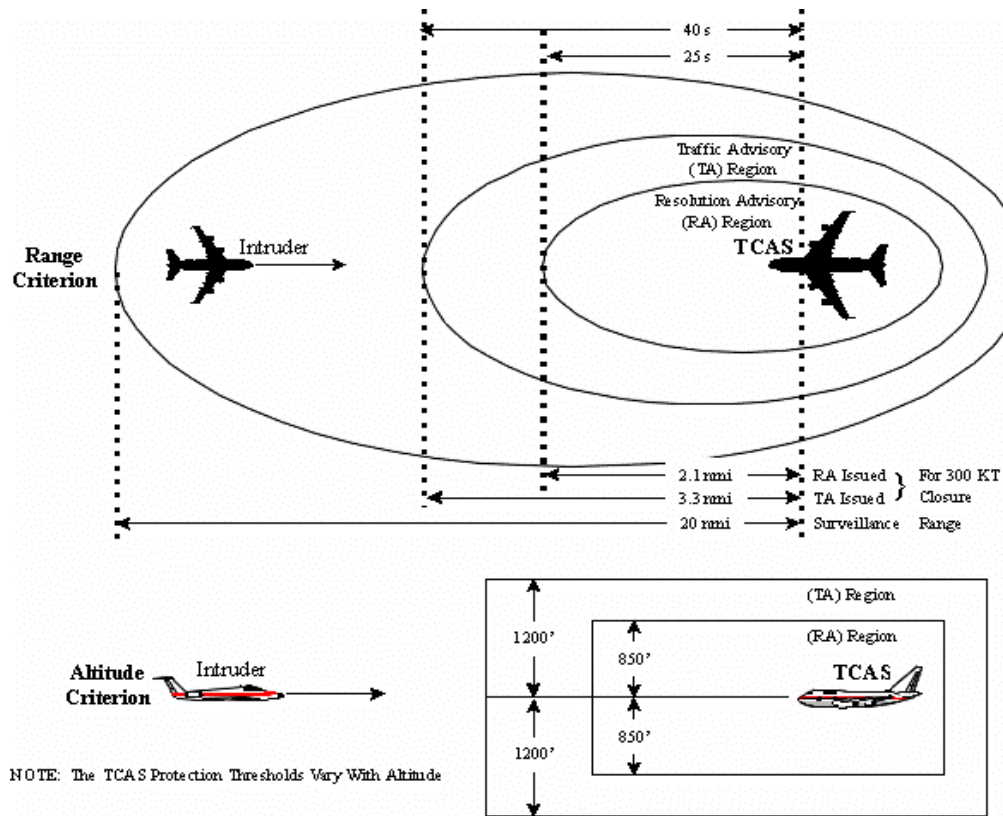 40 s
25 s
Traffic Advisory
(TA) Region
Resolution Advisory
(RA) Region
TCAS
Intruder
Range
Criterion
2.1 nmi RA Issued } For 300 KT
3.3 nmi TA Issued Closure
20 nmi Surveillance Range
(TA) Region
1200’
(RA) Region
850’
TCAS
Altitude
Criterion
Intruder
850’
1200’
NOTE: The TCAS Protection Thresholds Vary With Altitude